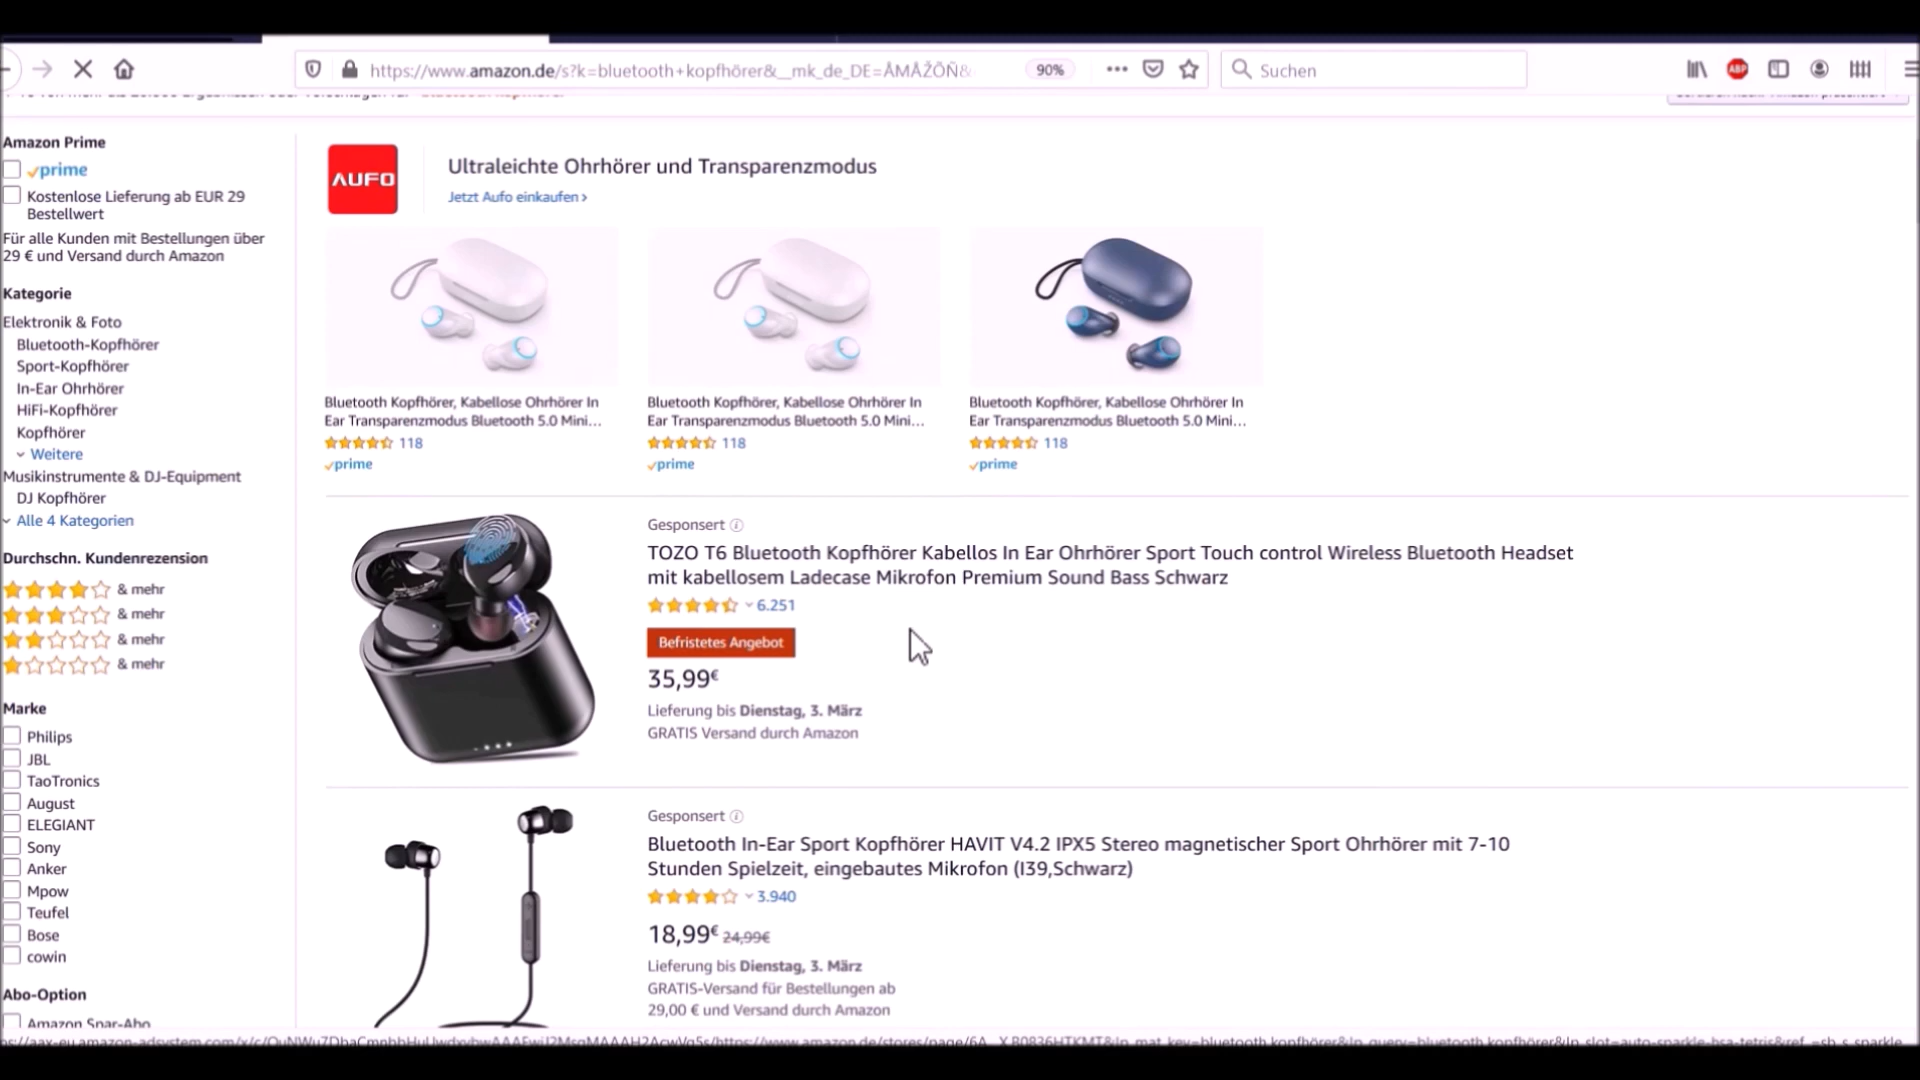 https://www.amazon.de/s?k=bluetooth+kopfhörer&__mk_de_DE=ÅMÅŽÕÑ&
90%
Suchen
ABP
Amazon Prime
prime
Kostenlose Lieferung ab EUR 29
Bestellwert
Für alle Kunden mit Bestellungen über
29 € und Versand durch Amazon
Kategorie
Elektronik & Foto
Bluetooth-Kopfhörer
Sport-Kopfhörer
In-Ear Ohrhörer
HiFi-Kopfhörer
Kopfhörer
Weitere
Musikinstrumente & DJ-Equipment
DJ Kopfhörer
Alle 4 Kategorien
Durchschn. Kundenrezension
& mehr
& mehr
& mehr
& mehr
Marke
Philips
JBL
TaoTronics
August
ELEGIANT
Sony
Anker
Mpow
Teufel
Bose
cowin
Abo-Option
Amazon Spar-Abo
AUFO
Ultraleichte Ohrhörer und Transparenzmodus
Jetzt Aufo einkaufen ›
Bluetooth Kopfhörer, Kabellose Ohrhörer In
Ear Transparenzmodus Bluetooth 5.0 Mini...
118
prime
Bluetooth Kopfhörer, Kabellose Ohrhörer In
Ear Transparenzmodus Bluetooth 5.0 Mini...
118
prime
Bluetooth Kopfhörer, Kabellose Ohrhörer In
Ear Transparenzmodus Bluetooth 5.0 Mini...
118
prime
Gesponsert
TOZO T6 Bluetooth Kopfhörer Kabellos In Ear Ohrhörer Sport Touch control Wireless Bluetooth Headset
mit kabellosem Ladecase Mikrofon Premium Sound Bass Schwarz
6.251
Befristetes Angebot
35,99€
Lieferung bis Dienstag, 3. März
GRATIS Versand durch Amazon
Gesponsert
Bluetooth In-Ear Sport Kopfhörer HAVIT V4.2 IPX5 Stereo magnetischer Sport Ohrhörer mit 7-10
Stunden Spielzeit, eingebautes Mikrofon (I39,Schwarz)
3.940
18,99€ 24,99€
Lieferung bis Dienstag, 3. März
GRATIS-Versand für Bestellungen ab
29,00 € und Versand durch Amazon